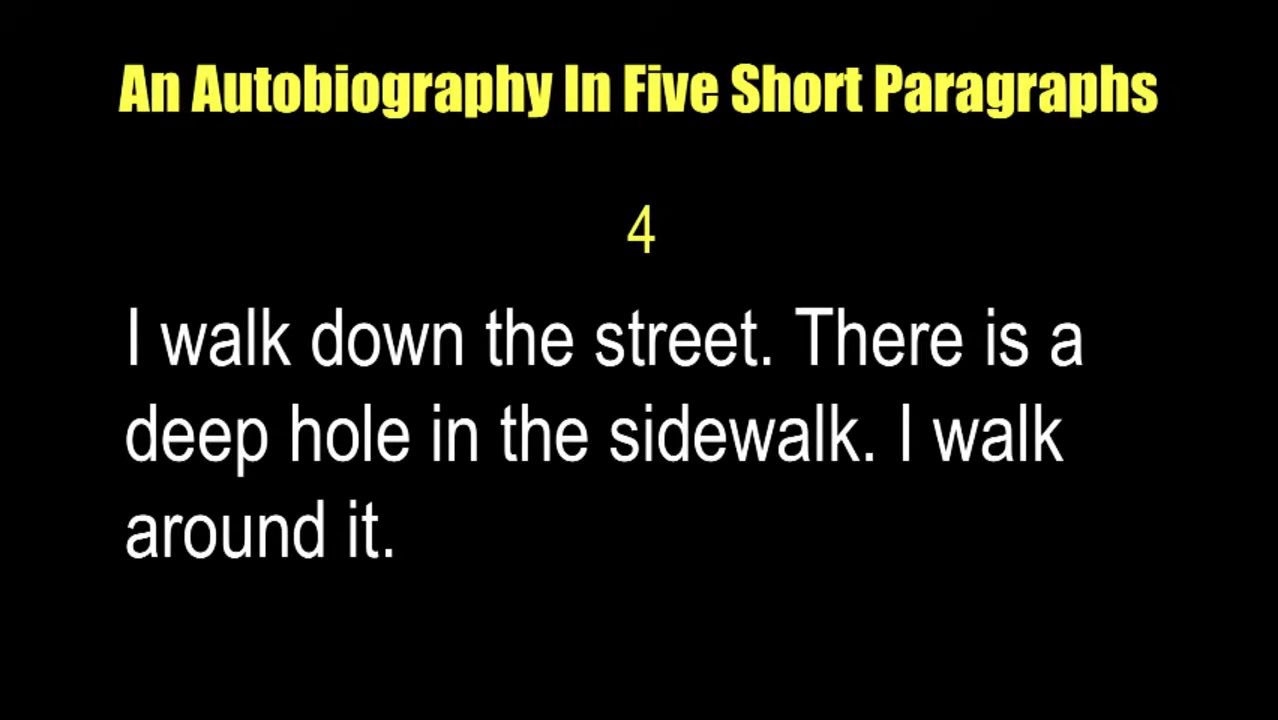 An Autobiography In Five Short Paragraphs
4
I walk down the street. There is a
deep hole in the sidewalk. I walk
around it.